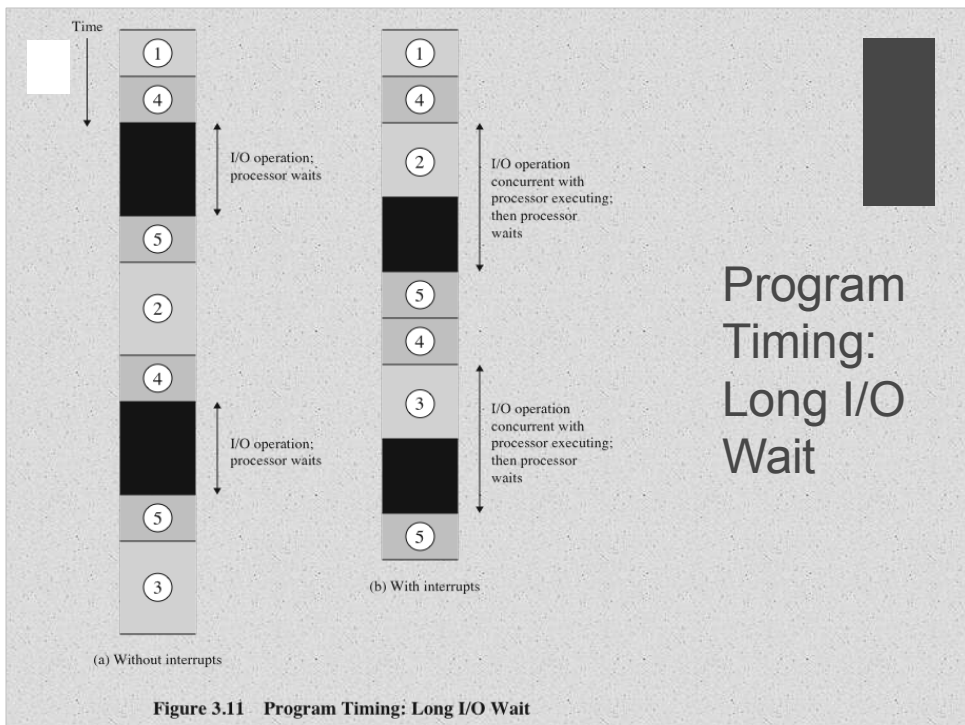 Time
1
4
I/O operation;
processor waits
5
2
4
I/O operation;
processor waits
5
3
(a) Without interrupts
1
4
2
I/O operation
concurrent with
processor executing;
then processor
waits
5
4
3
I/O operation
concurrent with
processor executing;
then processor
waits
5
(b) With interrupts
Figure 3.11 Program Timing: Long I/O Wait
Program
Timing:
Long I/O
Wait